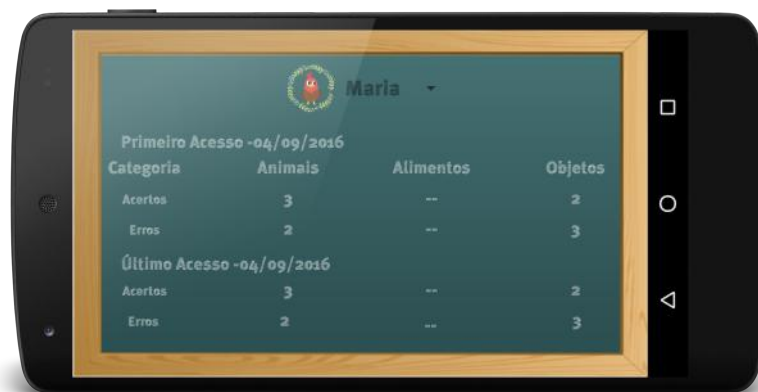 Maria
Primeiro Acesso -04/09/2016
Categoria Animais Alimentos Objetos
Acertos 3 -- 2
Erros 2 -- 3
Último Acesso -04/09/2016
Acertos 3 -- 2
Erros 2 -- 3